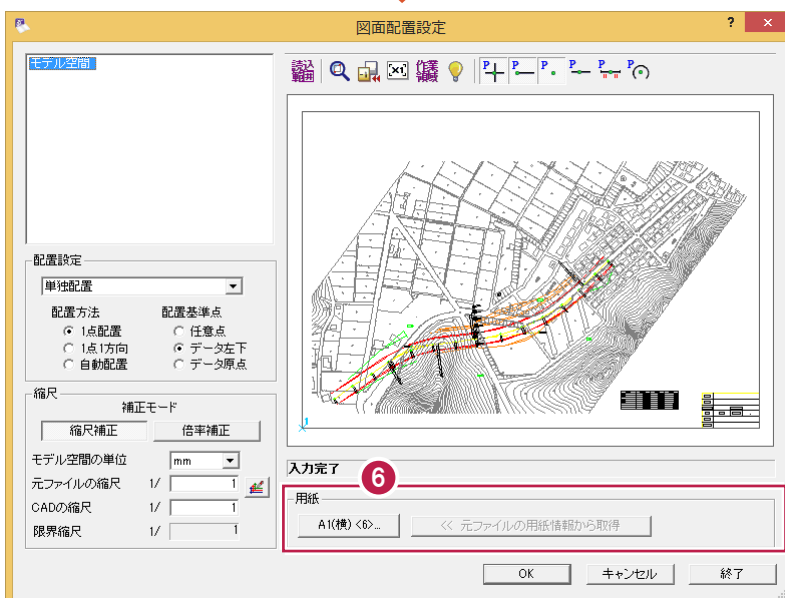 図面配置設定
?
×
モデル空間
読込範囲
[×1]
作業領域
P
P
P
P
P
P
配置設定
単独配置
配置方法 配置基準点
1点配置 任意点
1点1方向 データ左下
自動配置 データ原点
1
縮尺
補正モード
縮尺補正 倍率補正
モデル空間の単位 mm
元ファイルの縮尺 1/ 1
CADの縮尺 1/ 1
限界縮尺 1/ 1
入力完了
6
用紙
A1(横) <6>...
<< 元ファイルの用紙情報から取得
OK
キャンセル
終了